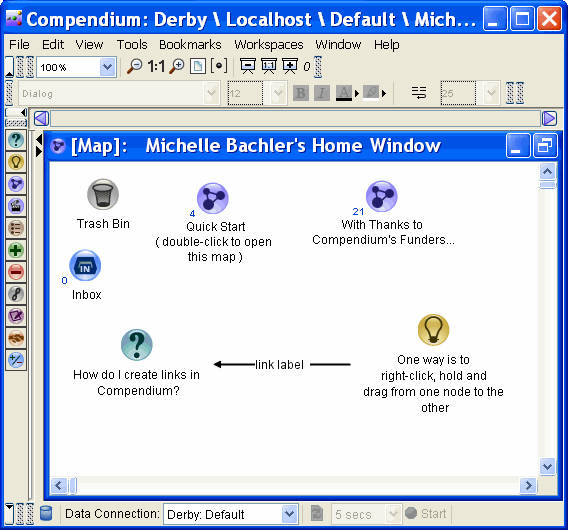 Compendium: Derby \ Localhost \ Default \ Mich...
File Edit View Tools Bookmarks Workspaces Window Help
100% 1:1 1:1 0
Dialog 12 B I A 25
[Map]: Michelle Bachler's Home Window
Trash Bin
4
Quick Start
( double-click to open
this map )
21
With Thanks to
Compendium's Funders...
IN
0
Inbox
?
How do I create links in
Compendium?
link label
One way is to
right-click, hold and
drag from one node to the
other
Data Connection: Derby: Default 5 secs Start